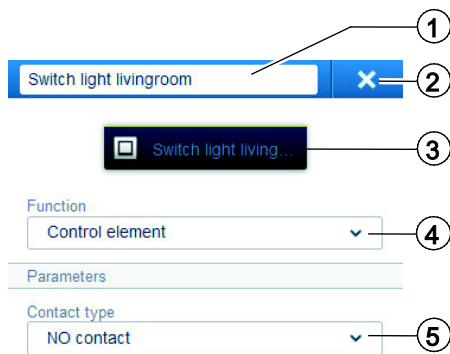 1
Switch light livingroom
2
Switch light living...
3
Function
Control element
4
Parameters
Contact type
NO contact
5